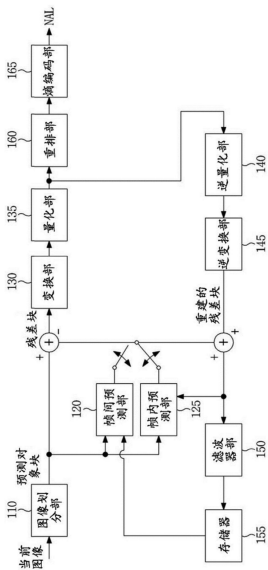 当前
图像
110
图像划
分部
预测对
象块
残差块
130
变换部
135
量化部
160
重排部
165
熵编码部
NAL
120
帧间预
测部
帧内预
测部
125
重建的
残差块
逆变换部
145
逆量化部
140
滤波
器部
150
存储器
155
+
-
+
+